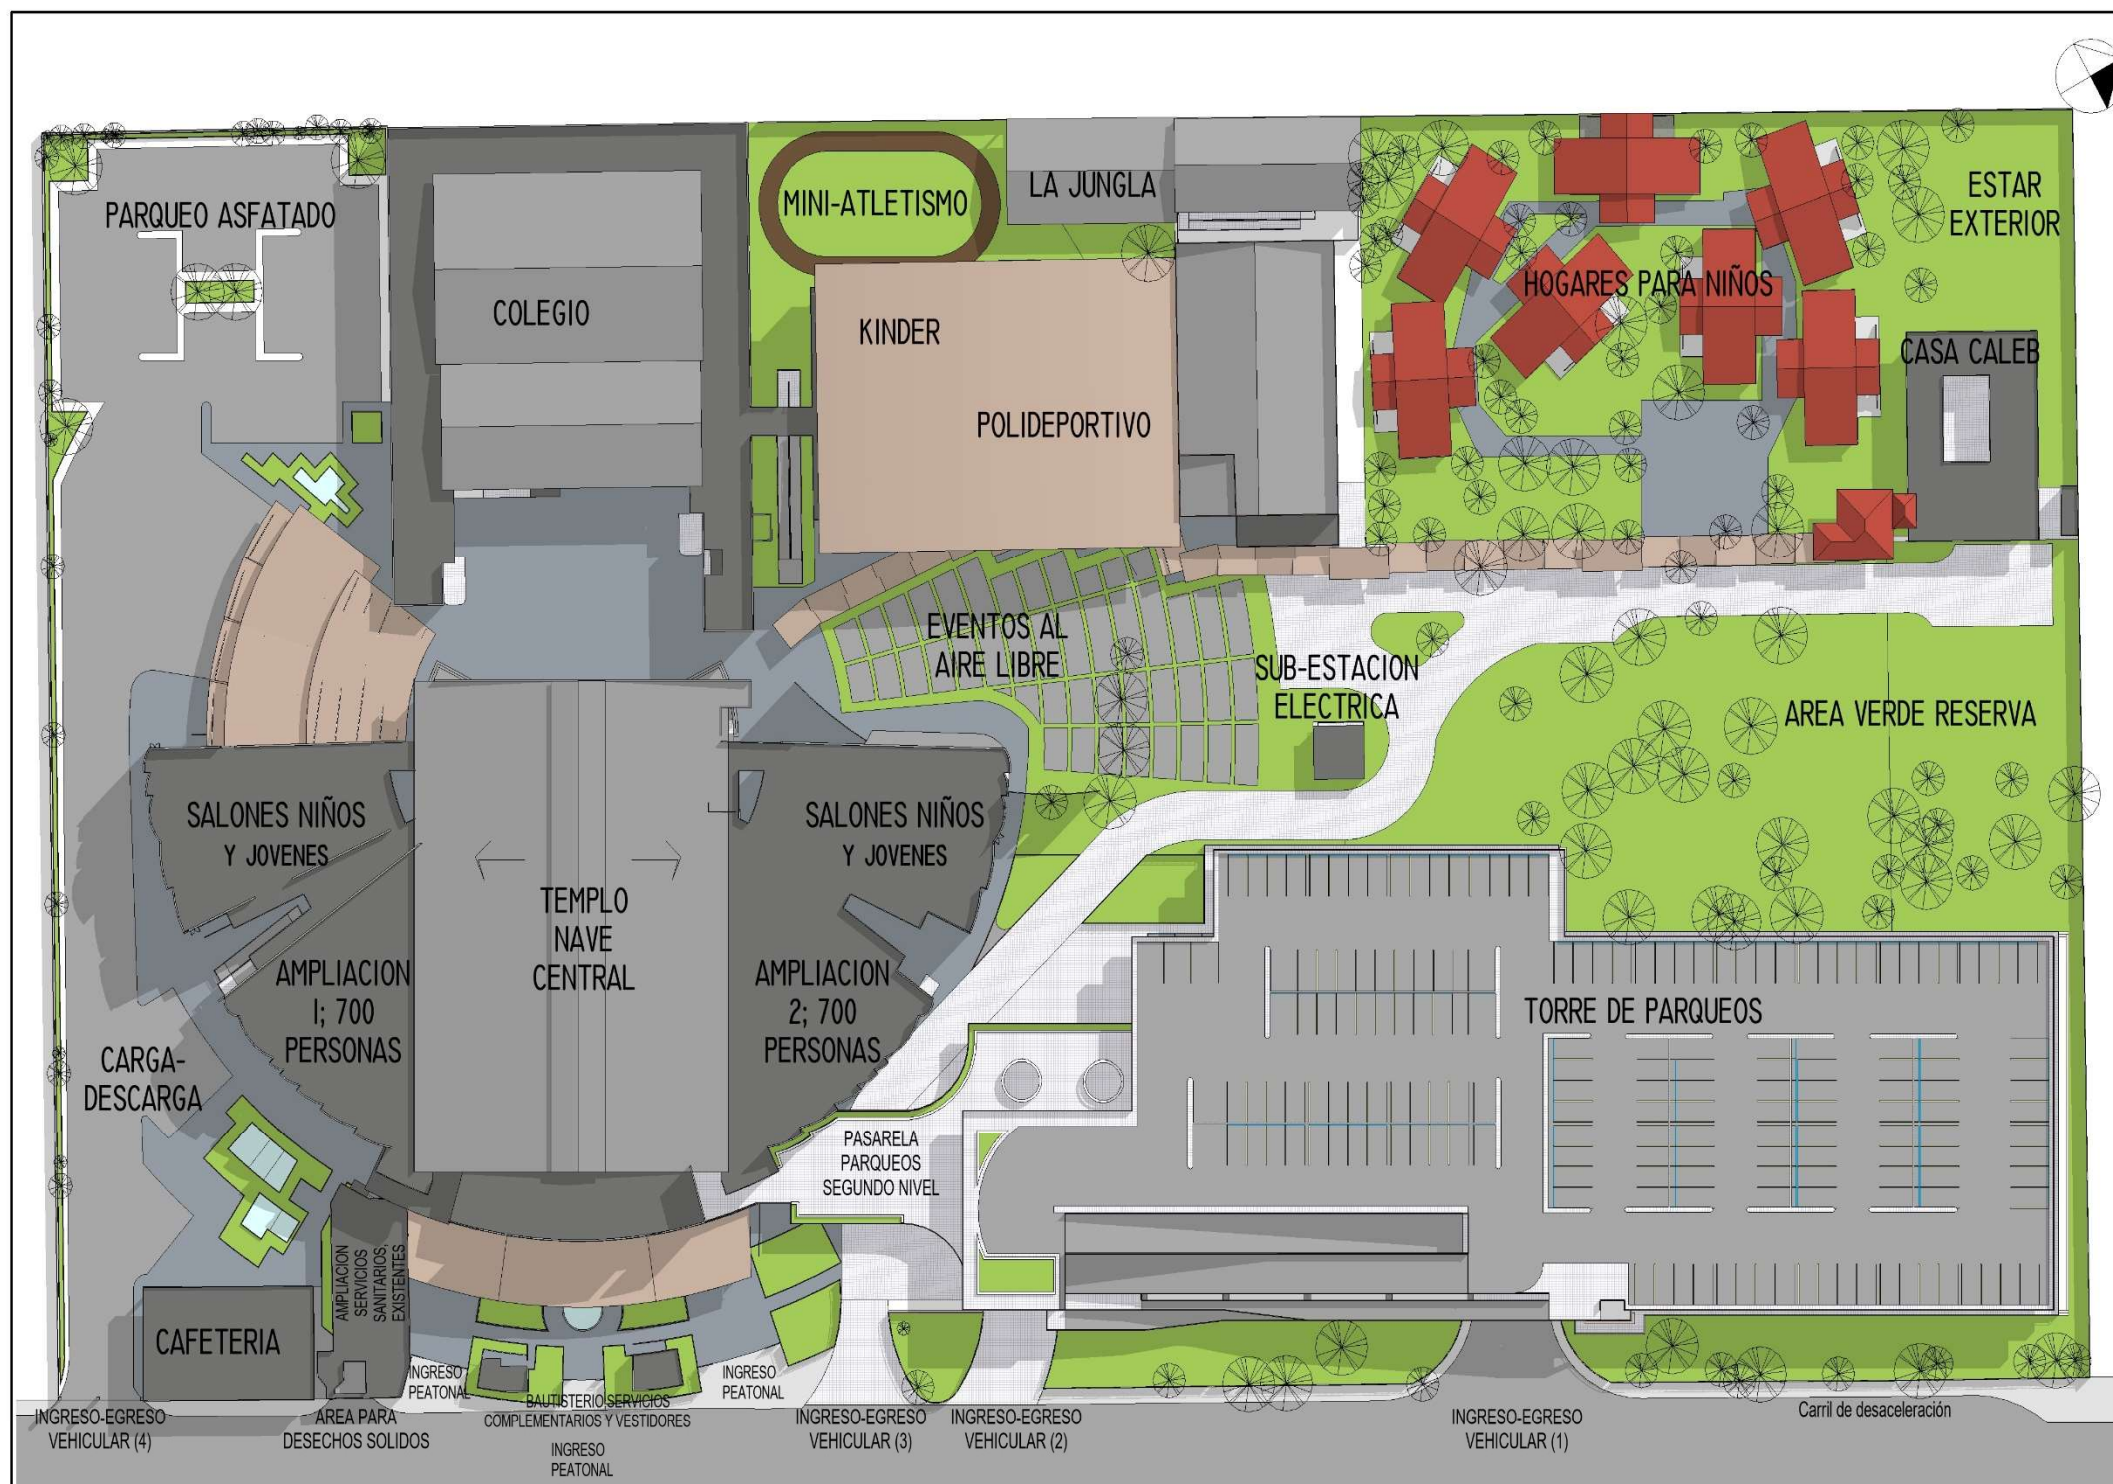 PARQUEO ASFATADO
COLEGIO
MINI-ATLETISMO
LA JUNGLA
KINDER
POLIDEPORTIVO
HOGARES PARA NIÑOS
ESTAR
EXTERIOR
CASA CALEB
EVENTOS AL
AIRE LIBRE
SUB-ESTACION
ELECTRICA
AREA VERDE RESERVA
SALONES NIÑOS
Y JOVENES
TEMPLO
NAVE
CENTRAL
SALONES NIÑOS
Y JOVENES
AMPLIACION
1; 700
PERSONAS
AMPLIACION
2; 700
PERSONAS
TORRE DE PARQUEOS
CARGA-
DESCARGA
PASARELA
PARQUEOS
SEGUNDO NIVEL
AMPLIACION
SERVICIOS
SANITARIOS,
EXISTENTES
CAFETERIA
INGRESO
PEATONAL
BAUTISTERIO,SERVICIOS
COMPLEMENTARIOS Y VESTIDORES
INGRESO
PEATONAL
INGRESO
PEATONAL
INGRESO-EGRESO
VEHICULAR (4)
AREA PARA
DESECHOS SOLIDOS
INGRESO-EGRESO
VEHICULAR (3)
INGRESO-EGRESO
VEHICULAR (2)
INGRESO-EGRESO
VEHICULAR (1)
Carril de desaceleración